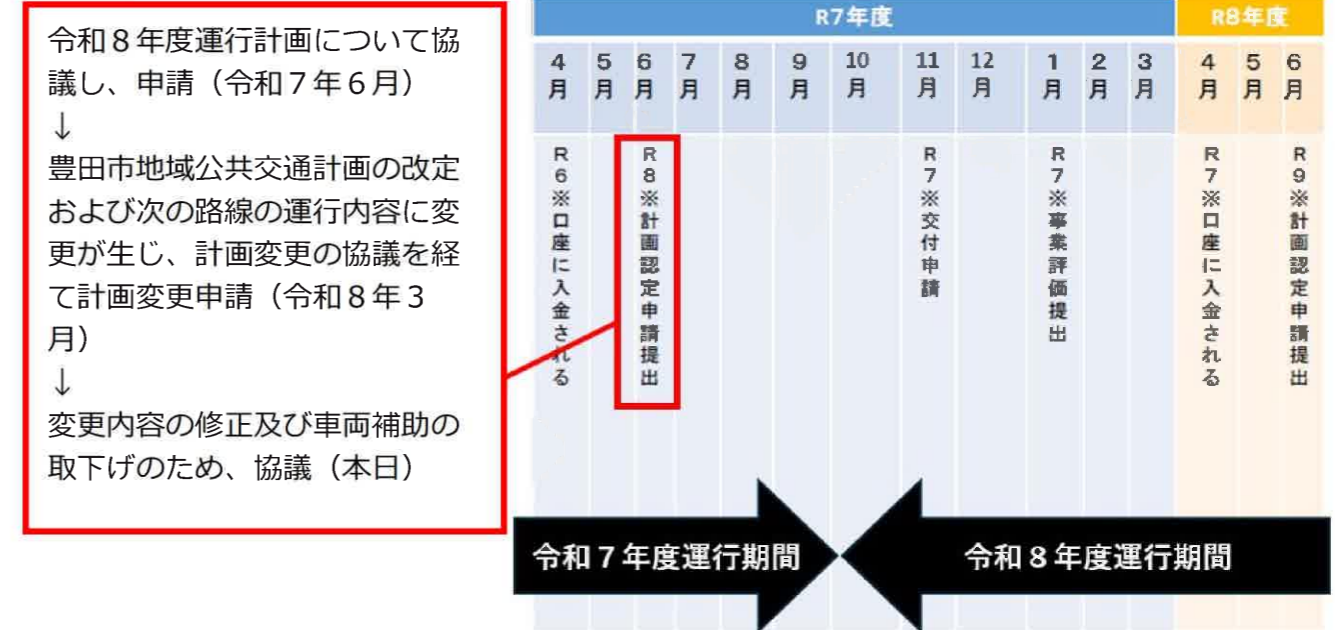 令和８年度運行計画について協
議し、申請（令和７年６月）
↓
豊田市地域公共交通計画の改定
および次の路線の運行内容に変
更が生じ、計画変更の協議を経
て計画変更申請（令和８年３
月）
↓
変更内容の修正及び車両補助の
取下げのため、協議（本日）
R7年度
R8年度
4月
5月
6月
7月
8月
9月
10月
11月
12月
1月
2月
3月
4月
5月
6月
R6※口座に入金される
R8※計画認定申請提出
R7※交付申請
R7※事業評価提出
R7※口座に入金される
R9※計画認定申請提出
令和７年度運行期間
令和８年度運行期間